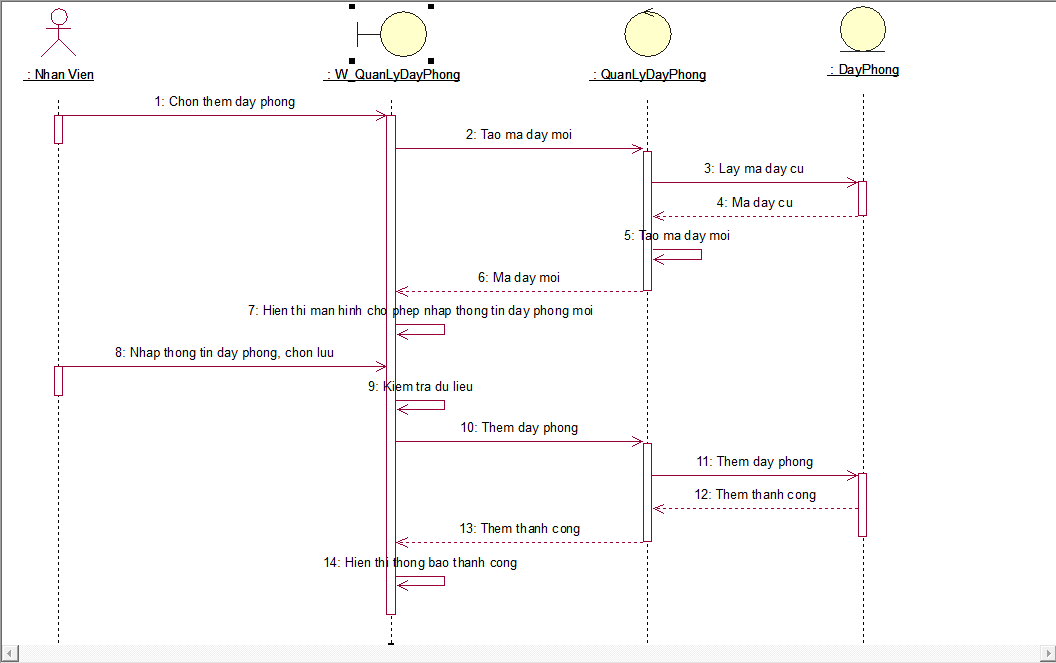 : Nhan Vien
: W_QuanLyDayPhong
: QuanLyDayPhong
: DayPhong
1: Chon them day phong
2: Tao ma day moi
3: Lay ma day cu
4: Ma day cu
5: Tao ma day moi
6: Ma day moi
7: Hien thi man hinh cho phep nhap thong tin day phong moi
8: Nhap thong tin day phong, chon luu
9: Kiem tra du lieu
10: Them day phong
11: Them day phong
12: Them thanh cong
13: Them thanh cong
14: Hien thi thong bao thanh cong